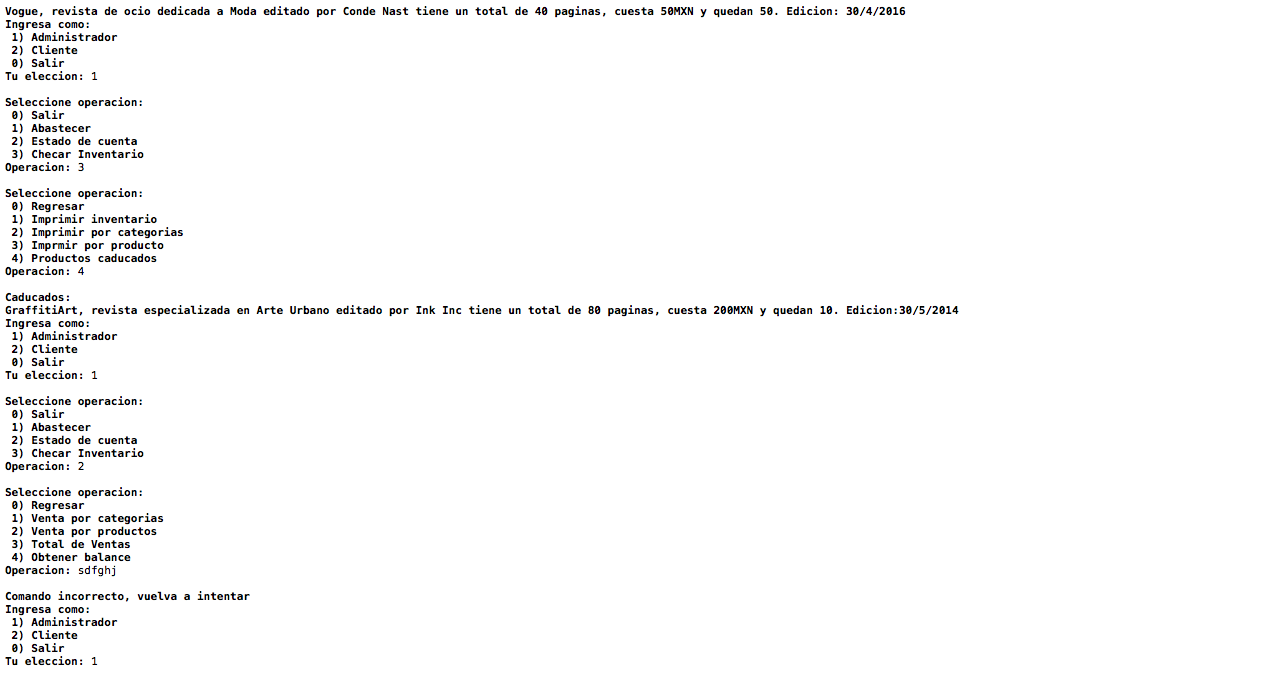 Vogue, revista de ocio dedicada a Moda editado por Conde Nast tiene un total de 40 paginas, cuesta 50MXN y quedan 50. Edicion: 30/4/2016
Ingresa como:
1) Administrador
2) Cliente
0) Salir
Tu eleccion: 1
Seleccione operacion:
0) Salir
1) Abastecer
2) Estado de cuenta
3) Checar Inventario
Operacion: 3
Seleccione operacion:
0) Regresar
1) Imprimir inventario
2) Imprimir por categorias
3) Imprmir por producto
4) Productos caducados
Operacion: 4
Caducados:
GraffitiArt, revista especializada en Arte Urbano editado por Ink Inc tiene un total de 80 paginas, cuesta 200MXN y quedan 10. Edicion:30/5/2014
Ingresa como:
1) Administrador
2) Cliente
0) Salir
Tu eleccion: 1
Seleccione operacion:
0) Salir
1) Abastecer
2) Estado de cuenta
3) Checar Inventario
Operacion: 2
Seleccione operacion:
0) Regresar
1) Venta por categorias
2) Venta por productos
3) Total de Ventas
4) Obtener balance
Operacion: sdfghj
Comando incorrecto, vuelva a intentar
Ingresa como:
1) Administrador
2) Cliente
0) Salir
Tu eleccion: 1